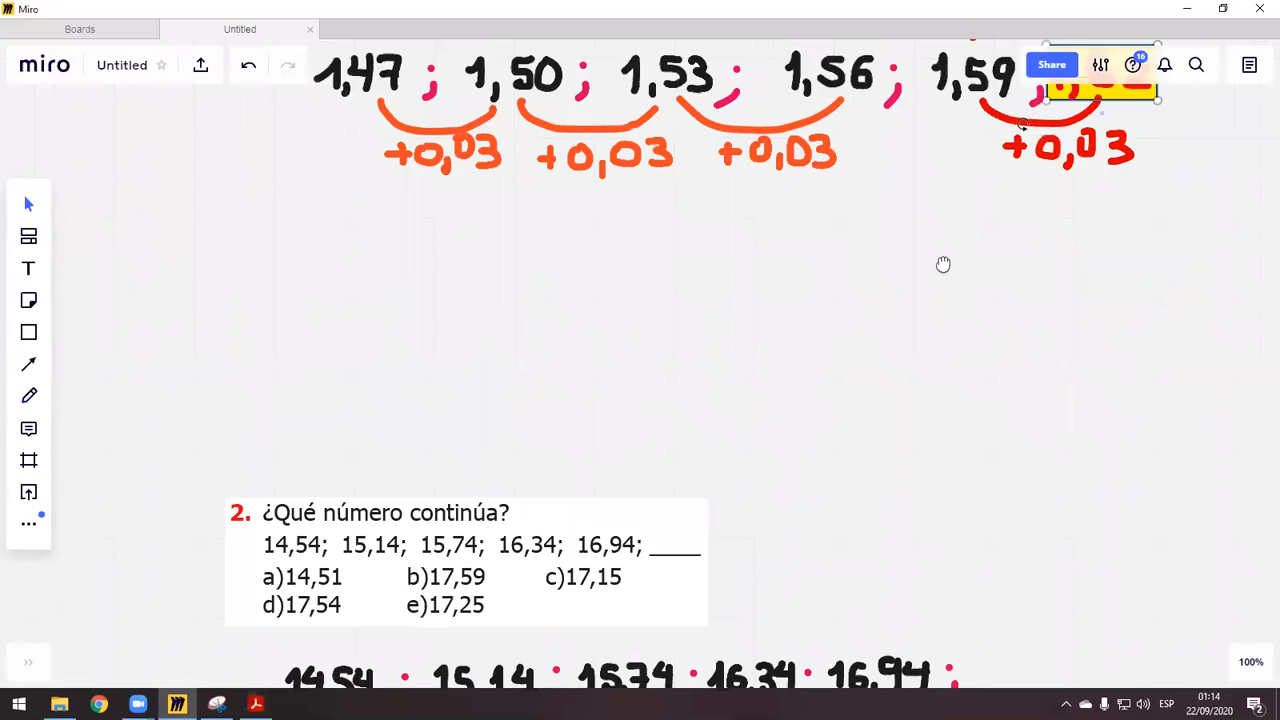 Miro
Boards
Untitled
miro
Untitled
Share
16
1,47 ; 1,50 ; 1,53 ; 1,56 ; 1,59 ;
+0,03 +0,03 +0,03 +0,03
T
2. ¿Qué número continúa?
14,54; 15,14; 15,74; 16,34; 16,94; ____
a)14,51 b)17,59 c)17,15
d)17,54 e)17,25
14,54 ; 15,14 ; 15,74 ; 16,34 ; 16,94 ;
100%
ESP
01:14
22/09/2020
2